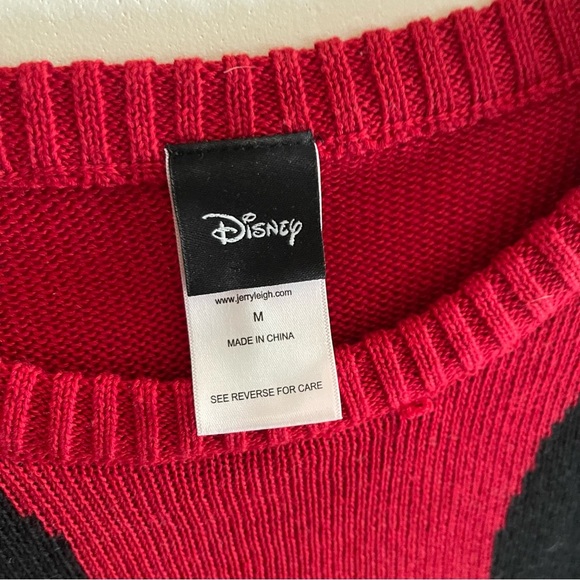 Disney
www.jerryleigh.com
M
MADE IN CHINA
SEE REVERSE FOR CARE